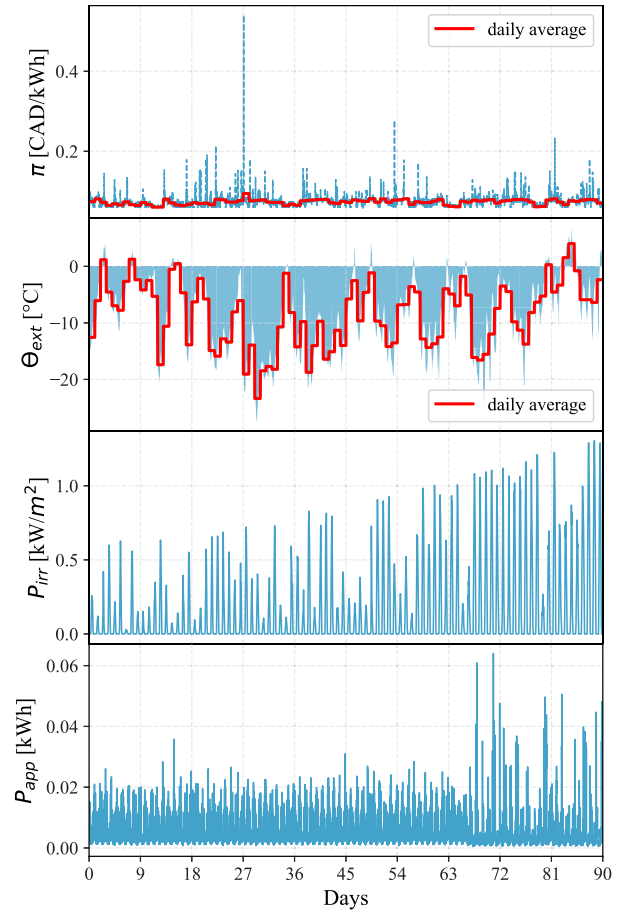 π [CAD/kWh]
0.4
0.2
daily average
Θext [°C]
0
−10
−20
daily average
Pirr [kW/m²]
1.0
0.5
0.0
Papp [kWh]
0.06
0.04
0.02
0.00
0 9 18 27 36 45 54 63 72 81 90
Days